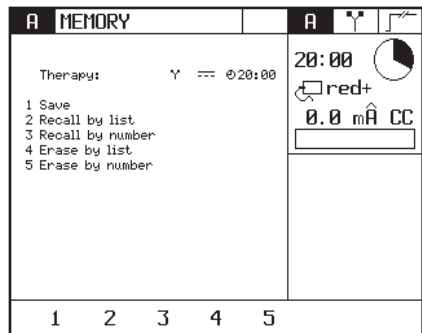 A MEMORY
Therapy: 20:00
1 Save
2 Recall by list
3 Recall by number
4 Erase by list
5 Erase by number
1 2 3 4 5
A
20:00
red+
0.0 mÂ CC